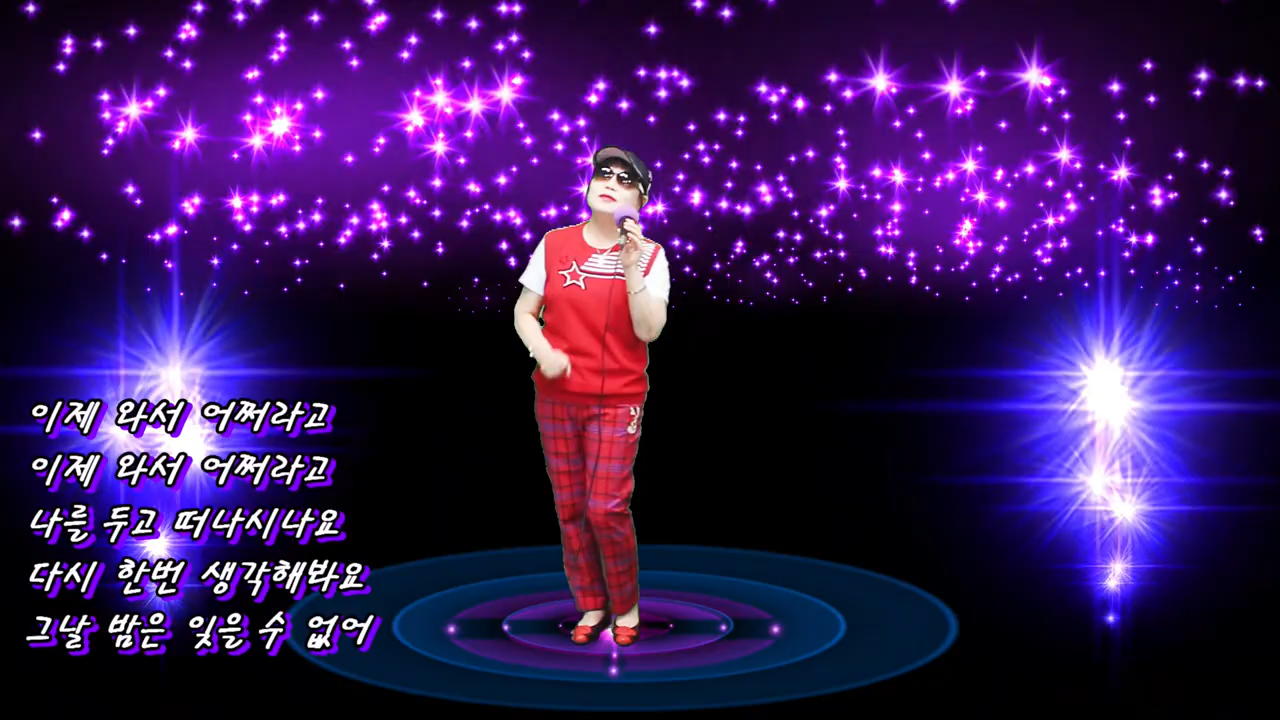 이제 와서 어쩌라고
이제 와서 어쩌라고
나를 두고 떠나시나요
다시 한번 생각해봐요
그날 밤은 잊을 수 없어